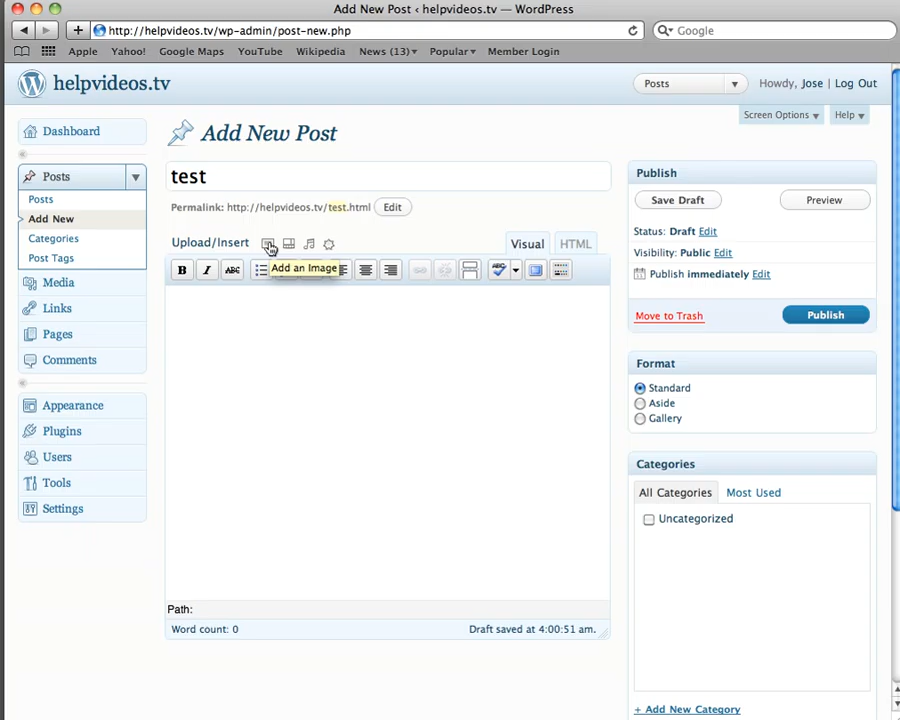 Add New Post ‹ helpvideos.tv — WordPress
http://helpvideos.tv/wp-admin/post-new.php
Google
Apple Yahoo! Google Maps YouTube Wikipedia News (13) Popular Member Login
helpvideos.tv
Posts
Howdy, Jose | Log Out
Screen Options
Help
Dashboard
Posts
Posts
Add New
Categories
Post Tags
Media
Links
Pages
Comments
Appearance
Plugins
Users
Tools
Settings
Add New Post
test
Permalink: http://helpvideos.tv/test.html Edit
Upload/Insert
Visual
HTML
Add an Image
B I ABC
ABC
Path:
Word count: 0
Draft saved at 4:00:51 am.
Publish
Save Draft
Preview
Status: Draft Edit
Visibility: Public Edit
Publish immediately Edit
Move to Trash
Publish
Format
Standard
Aside
Gallery
Categories
All Categories
Most Used
Uncategorized
+ Add New Category